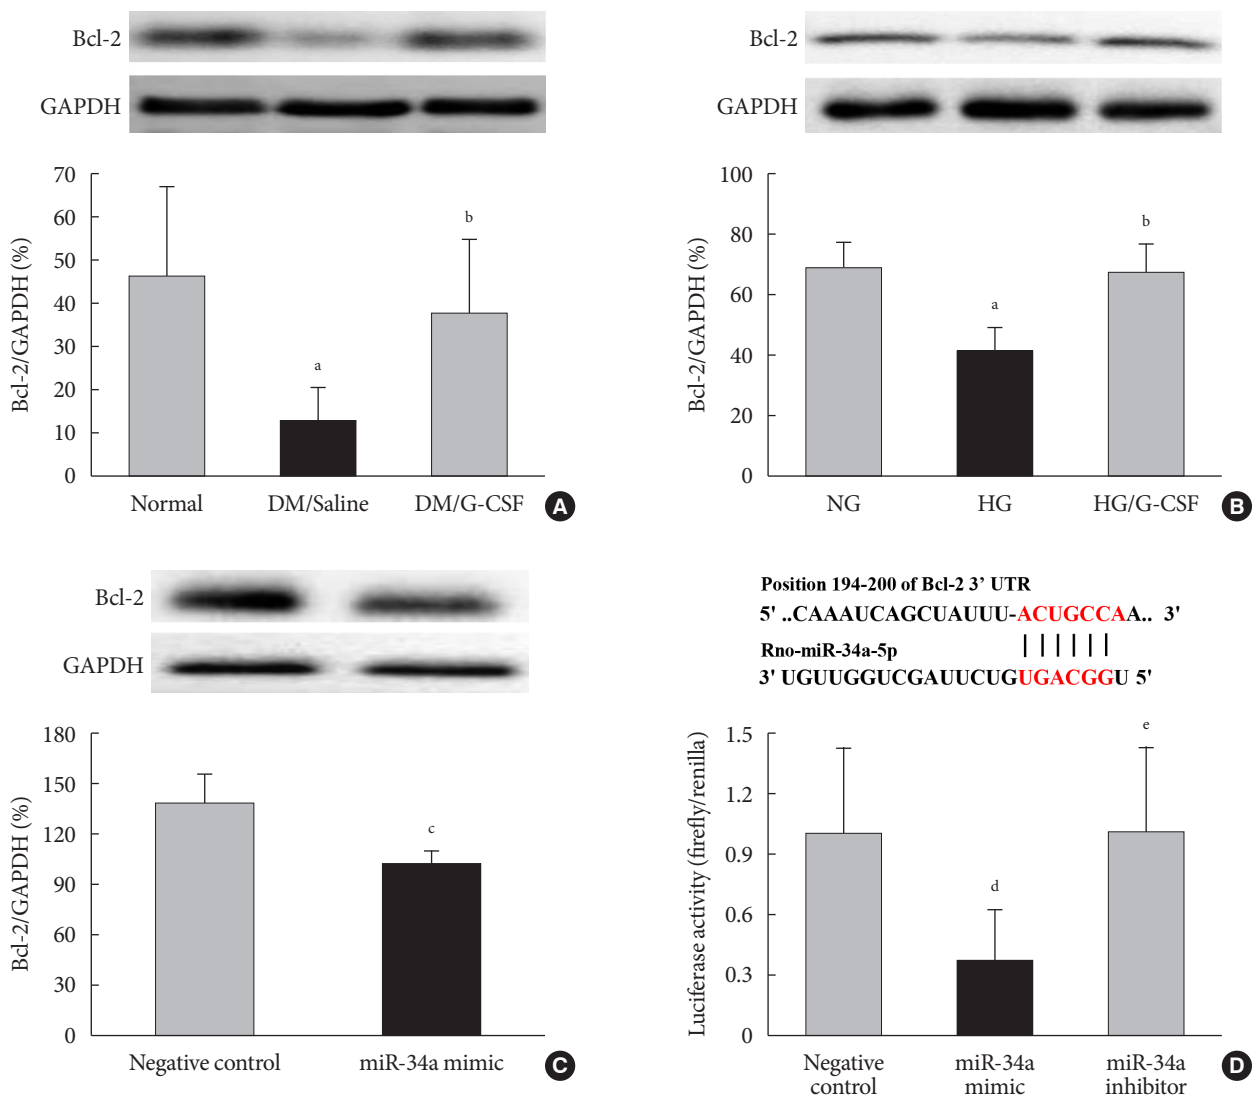 Bcl-2
GAPDH
70
60
50
40
30
20
10
0
Bcl-2/GAPDH (%)
a
b
Normal DM/Saline DM/G-CSF
A
Bcl-2
GAPDH
100
80
60
40
20
0
Bcl-2/GAPDH (%)
a
b
NG HG HG/G-CSF
B
Bcl-2
GAPDH
180
150
120
90
60
30
0
Bcl-2/GAPDH (%)
c
Negative control miR-34a mimic
C
Position 194-200 of Bcl-2 3' UTR
5' ..CAAAUCAGCUAUUU-ACUGCCAA.. 3'
Rno-miR-34a-5p
3' UGUUGGUCGAUUCUGUGACGGU 5'
1.5
1.2
0.9
0.6
0.3
0
Luciferase activity (firefly/renilla)
d
e
Negative control
miR-34a mimic
miR-34a inhibitor
D